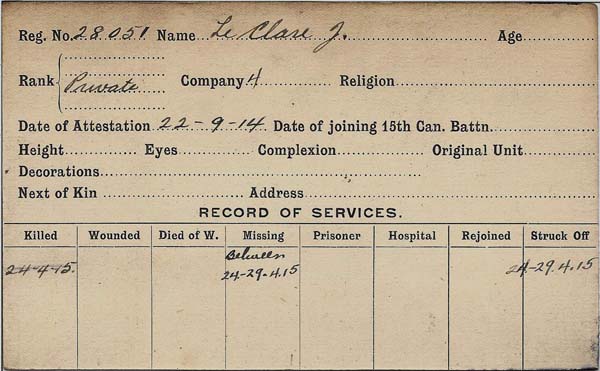 Reg. No. 28051 Name Le Clare J. Age
Rank Private Company 4 Religion
Date of Attestation 22-9-14 Date of joining 15th Can. Battn.
Height Eyes Complexion Original Unit
Decorations
Next of Kin Address
RECORD OF SERVICES.
Killed Wounded Died of W. Missing Prisoner Hospital Rejoined Struck Off
24-4-15. Between 24-29.4.15
24-29.4.15